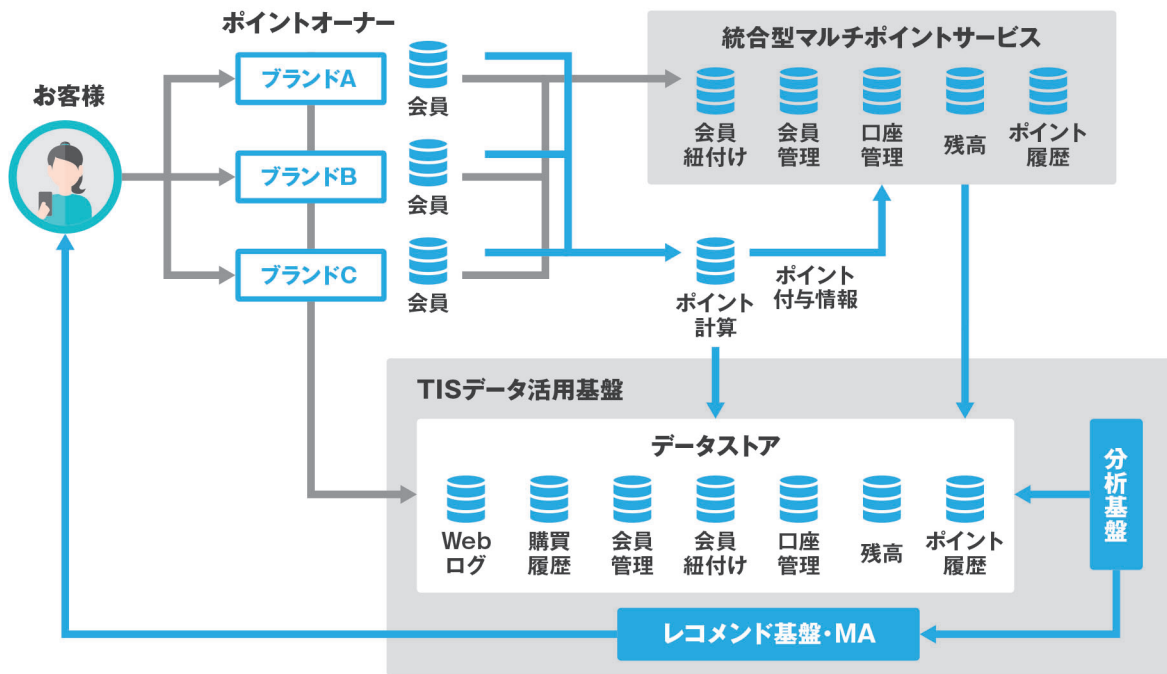 ポイントオーナー
お客様
ブランドA
会員
ブランドB
会員
ブランドC
会員
統合型マルチポイントサービス
会員
紐付け
会員
管理
口座
管理
残高
ポイント
履歴
ポイント
計算
ポイント
付与情報
TISデータ活用基盤
データストア
Web
ログ
購買
履歴
会員
管理
会員
紐付け
口座
管理
残高
ポイント
履歴
分析基盤
レコメンド基盤・MA